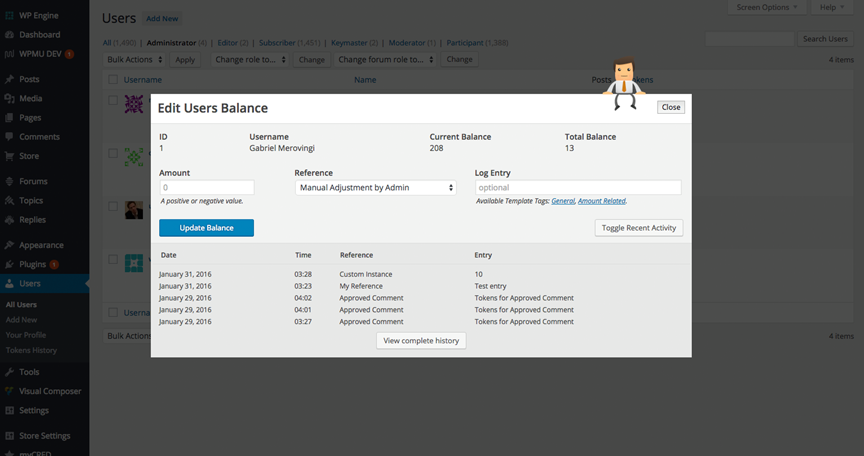 WP Engine
Dashboard
WPMU DEV
Posts
Media
Pages
Comments
Store
Forums
Topics
Replies
Appearance
Plugins 1
Users
All Users
Add New
Your Profile
Tokens History
Tools
Visual Composer
Settings
Store Settings
myCRED
Screen Options Help
Users Add New
All (1,490) | Administrator (4) | Editor (2) | Subscriber (1,451) | Keymaster (2) | Moderator (1) | Participant (1,388)
Search Users
Bulk Actions Apply Change role to... Change Change forum role to... Change 4 items
Username Name Posts
Edit Users Balance Close
ID Username Current Balance Total Balance
1 Gabriel Merovingi 208 13
Amount Reference Log Entry
0 Manual Adjustment by Admin optional
A positive or negative value. Available Template Tags: General, Amount Related.
Update Balance Toggle Recent Activity
Date Time Reference Entry
January 31, 2016 03:28 Custom Instance 10
January 31, 2016 03:23 My Reference Test entry
January 29, 2016 04:02 Approved Comment Tokens for Approved Comment
January 29, 2016 04:01 Approved Comment Tokens for Approved Comment
January 29, 2016 03:27 Approved Comment Tokens for Approved Comment
View complete history
Bulk Actions 4 items